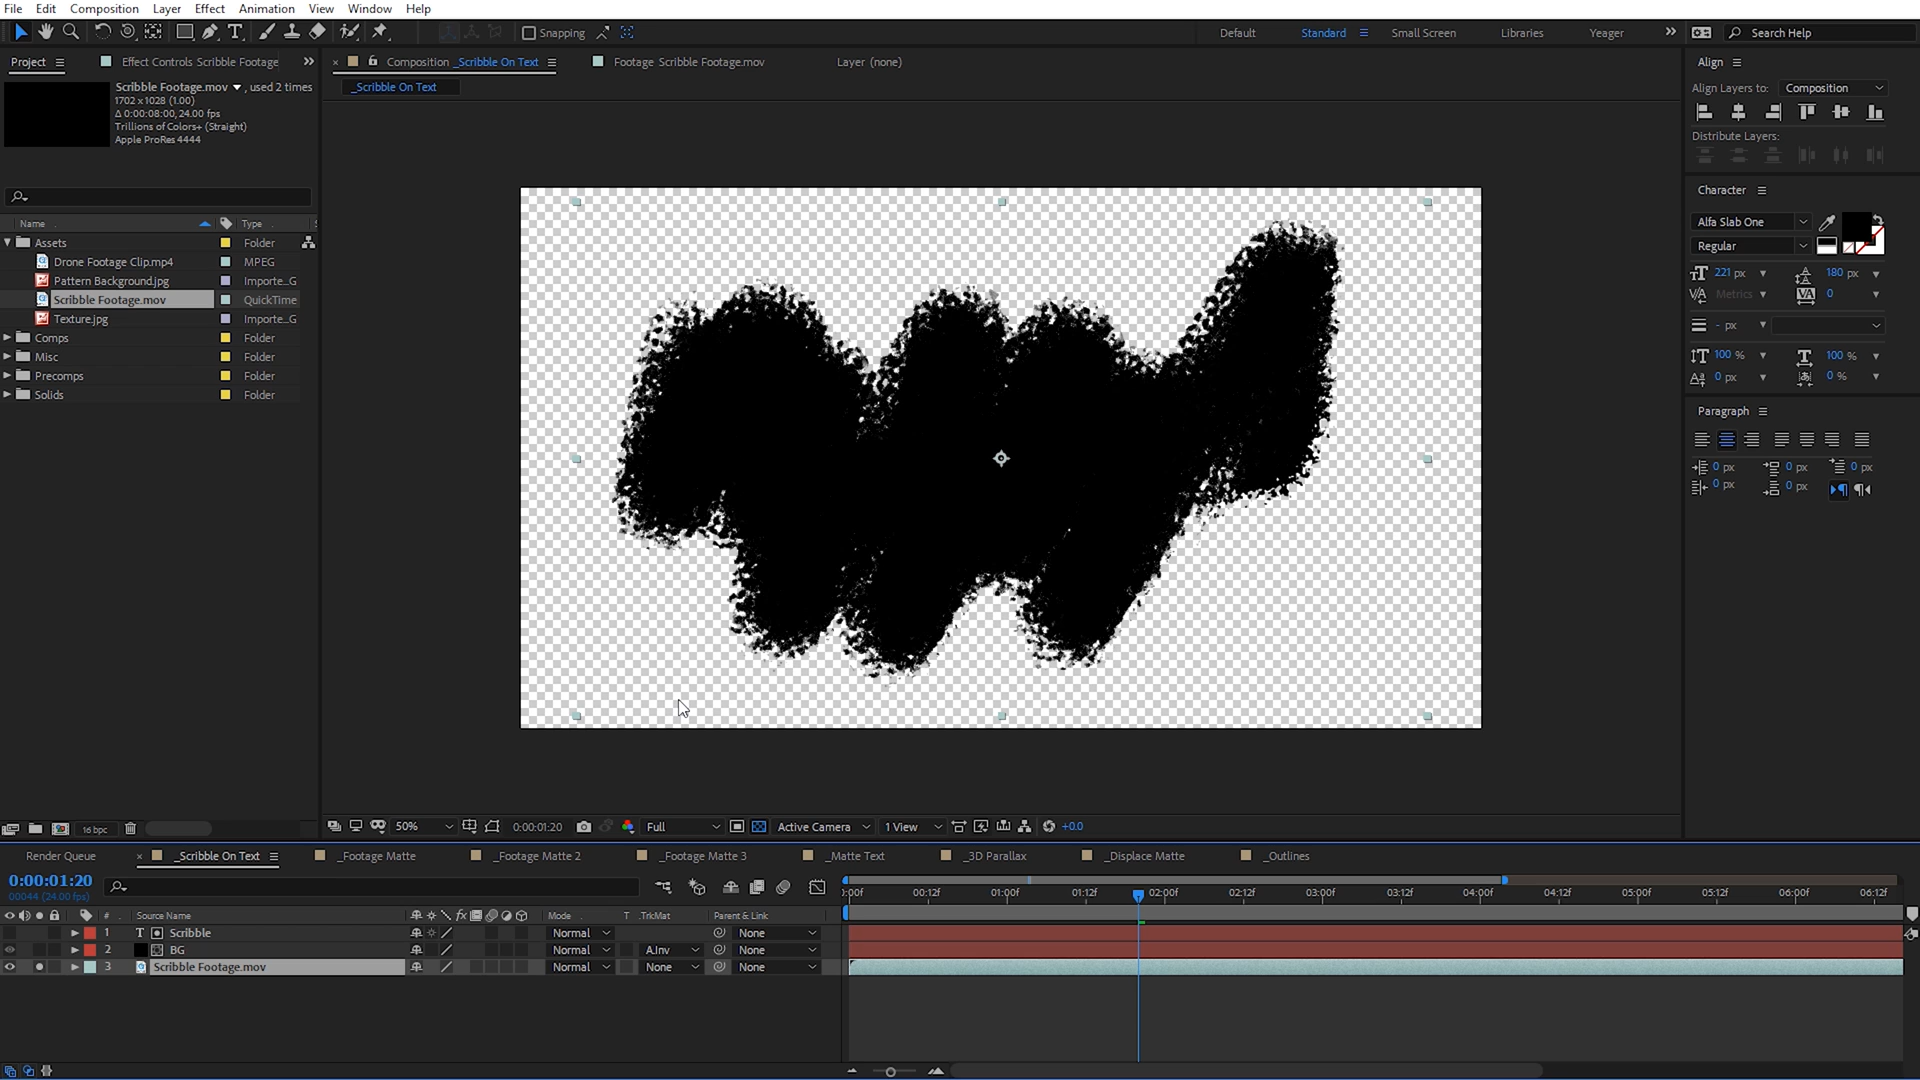 File Edit Composition Layer Effect Animation View Window Help
Snapping Default Standard Small Screen Libraries Yeager Search Help
Project Effect Controls Scribble Footage
Composition _Scribble On Text Footage Scribble Footage.mov Layer (none)
_Scribble On Text
Scribble Footage.mov , used 2 times
1702 x 1028 (1.00)
Δ 0:00:08:00, 24.00 fps
Trillions of Colors+ (Straight)
Apple ProRes 4444
Name Type
Assets Folder
Drone Footage Clip.mp4 MPEG
Pattern Background.jpg Importe...G
Scribble Footage.mov QuickTime
Texture.jpg Importe...G
Comps Folder
Misc Folder
Precomps Folder
Solids Folder
16 bpc
50% 0:00:01:20 Full Active Camera 1 View +0.0
Align
Align Layers to: Composition
Distribute Layers:
Character
Alfa Slab One
Regular
221 px 180 px
Metrics 0
- px
100 % 100 %
0 px 0 %
Paragraph
0 px 0 px 0 px
0 px 0 px
Render Queue _Scribble On Text _Footage Matte _Footage Matte 2 _Footage Matte 3 _Matte Text _3D Parallax _Displace Matte _Outlines
0:00:01:20
00044 (24.00 fps)
:00f 00:12f 01:00f 01:12f 02:00f 02:12f 03:00f 03:12f 04:00f 04:12f 05:00f 05:12f 06:00f 06:12f
# Source Name Mode T .TrkMat Parent & Link
1 T Scribble Normal None
2 BG Normal A.Inv None
3 Scribble Footage.mov Normal None None